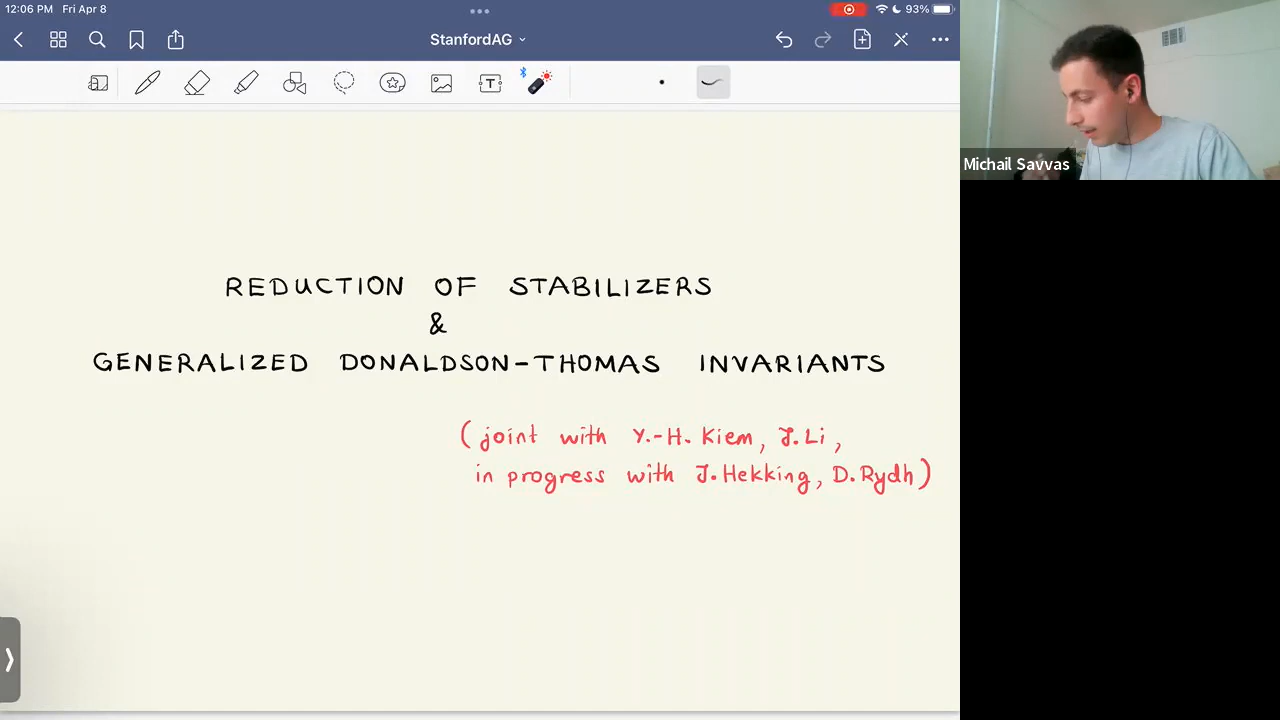 12:06 PM Fri Apr 8
93%
StanfordAG
Michail Savvas
REDUCTION OF STABILIZERS
&
GENERALIZED DONALDSON-THOMAS INVARIANTS
(joint with Y.-H. Kiem, J. Li,
in progress with J. Hekking, D. Rydh)